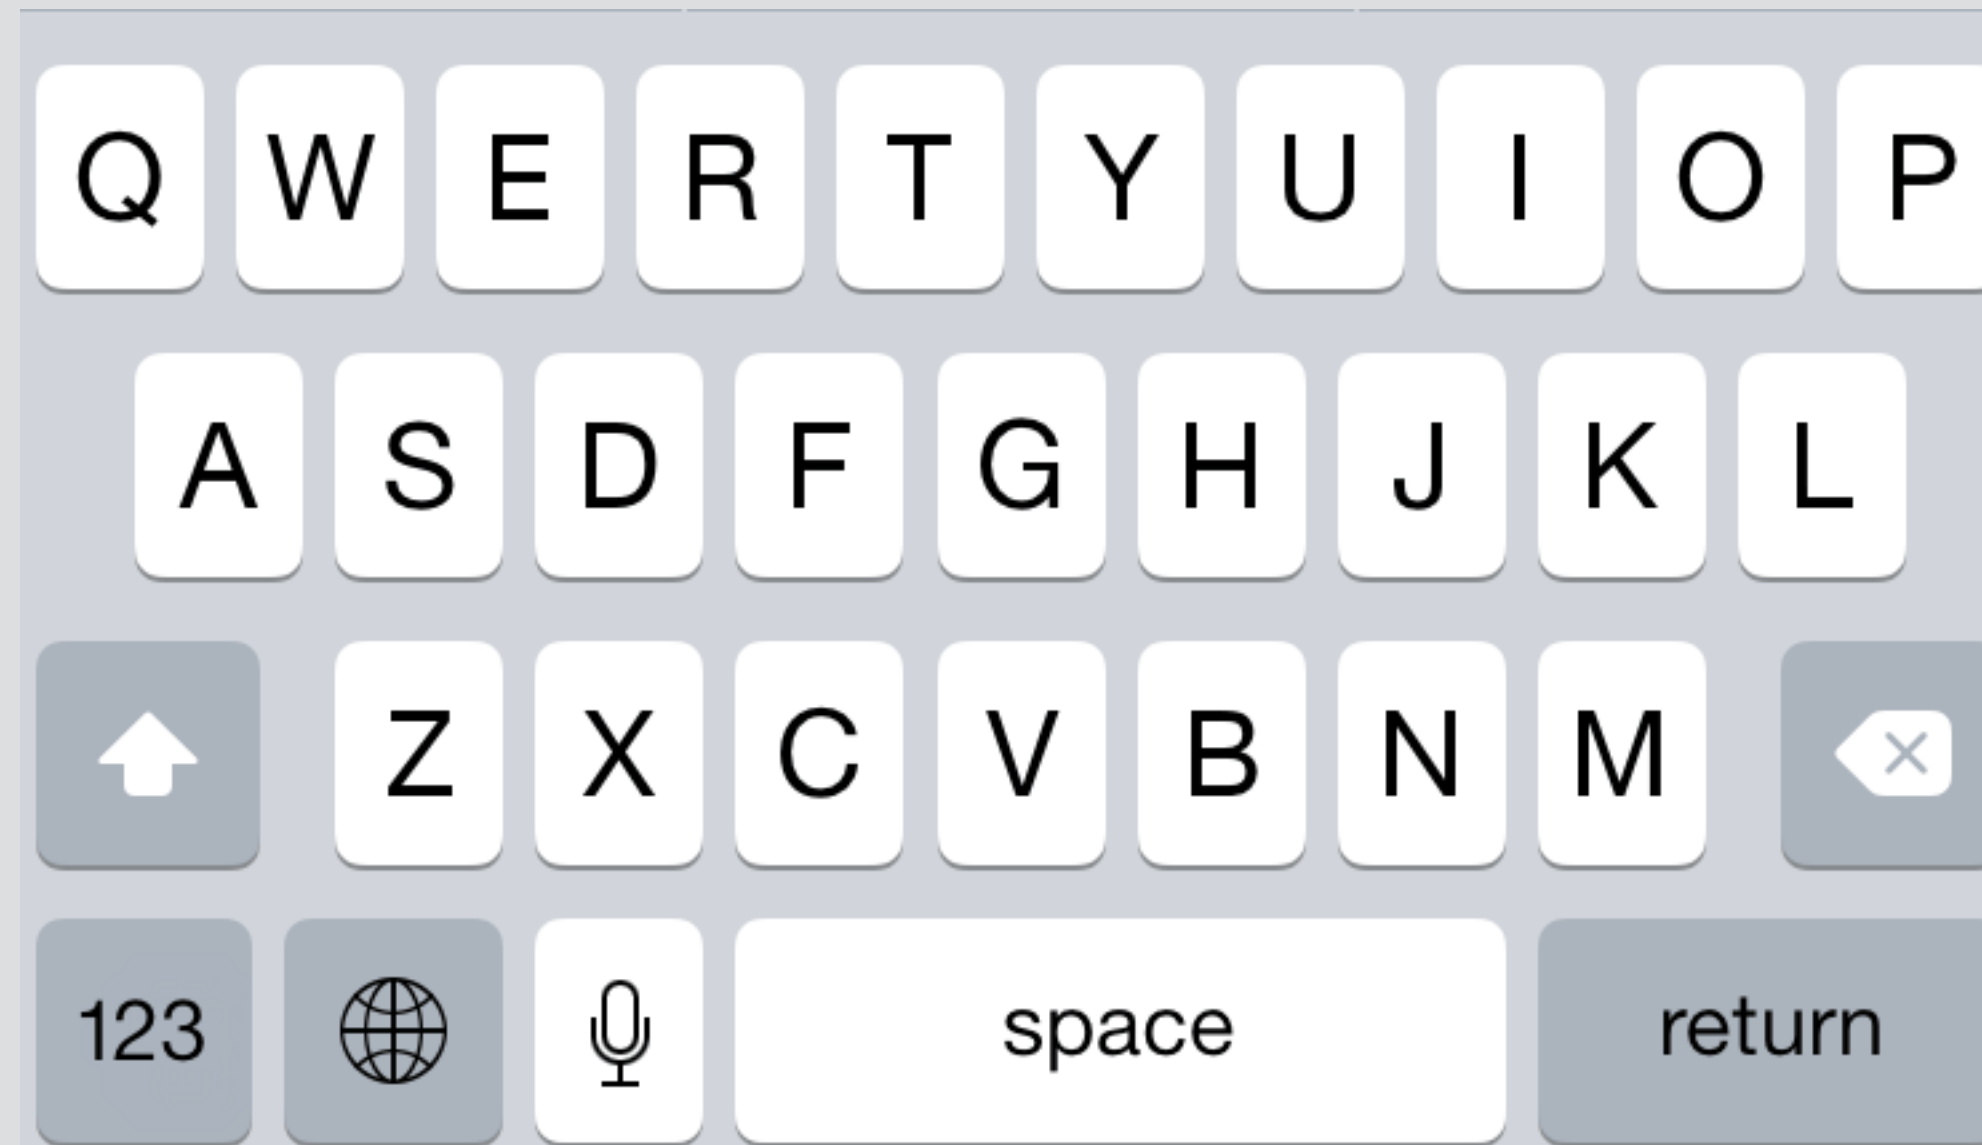 Q W E R T Y U I O P
A S D F G H J K L
Z X C V B N M
123 space return